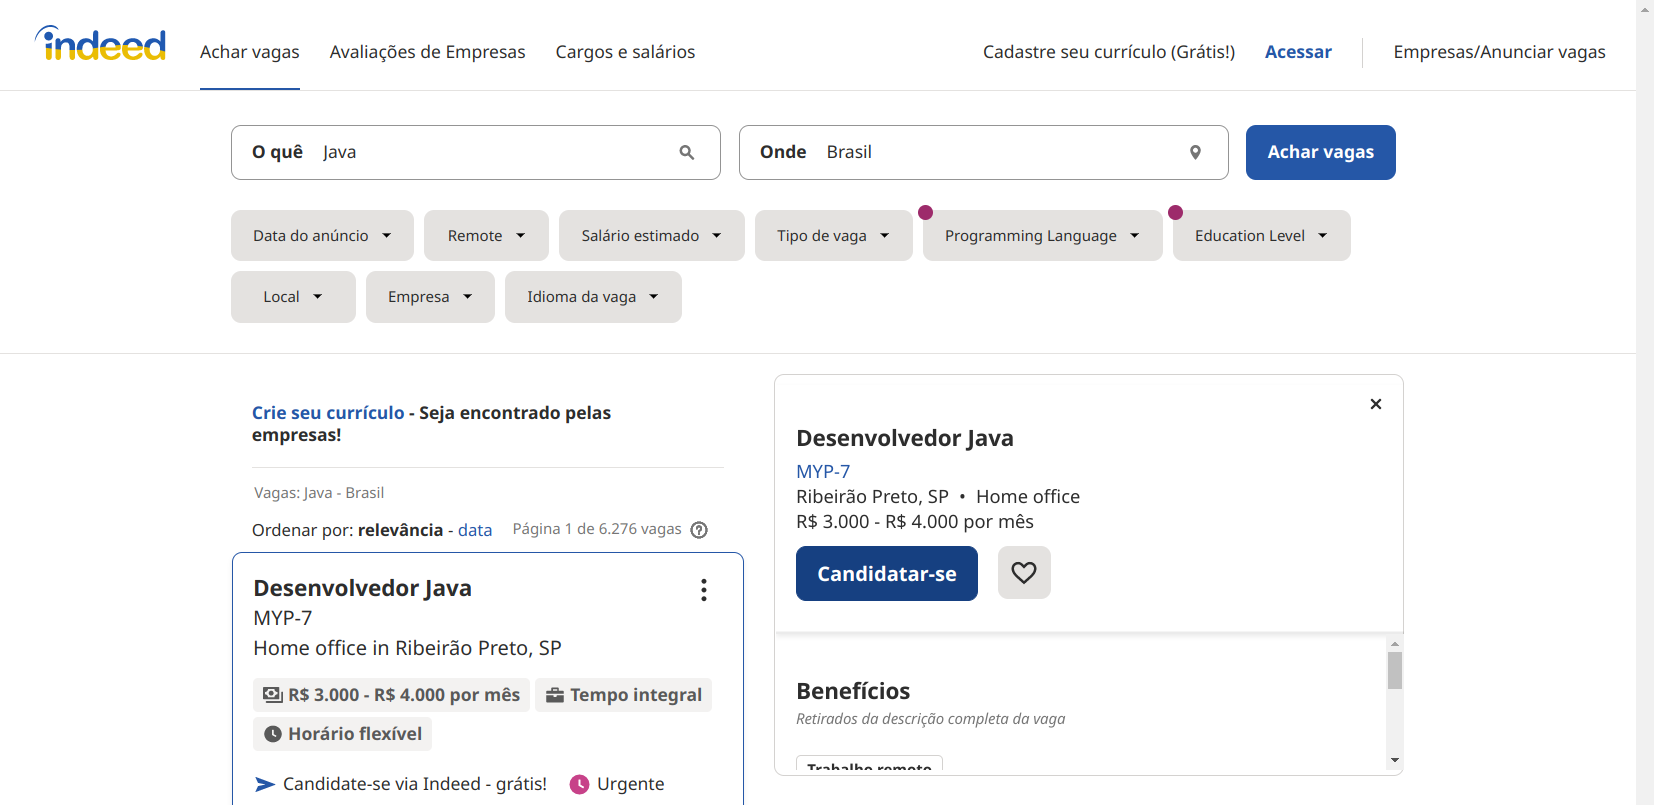 indeed
Achar vagas
Avaliações de Empresas
Cargos e salários
Cadastre seu currículo (Grátis!)
Acessar
Empresas/Anunciar vagas
O quê Java
Onde Brasil
Achar vagas
Data do anúncio
Remote
Salário estimado
Tipo de vaga
Programming Language
Education Level
Local
Empresa
Idioma da vaga
Crie seu currículo - Seja encontrado pelas
empresas!
Vagas: Java - Brasil
Ordenar por: relevância - data
Página 1 de 6.276 vagas
Desenvolvedor Java
MYP-7
Home office in Ribeirão Preto, SP
R$ 3.000 - R$ 4.000 por mês
Tempo integral
Horário flexível
Candidate-se via Indeed - grátis!
Urgente
Desenvolvedor Java
MYP-7
Ribeirão Preto, SP • Home office
R$ 3.000 - R$ 4.000 por mês
Candidatar-se
Benefícios
Retirados da descrição completa da vaga
Trabalho remoto